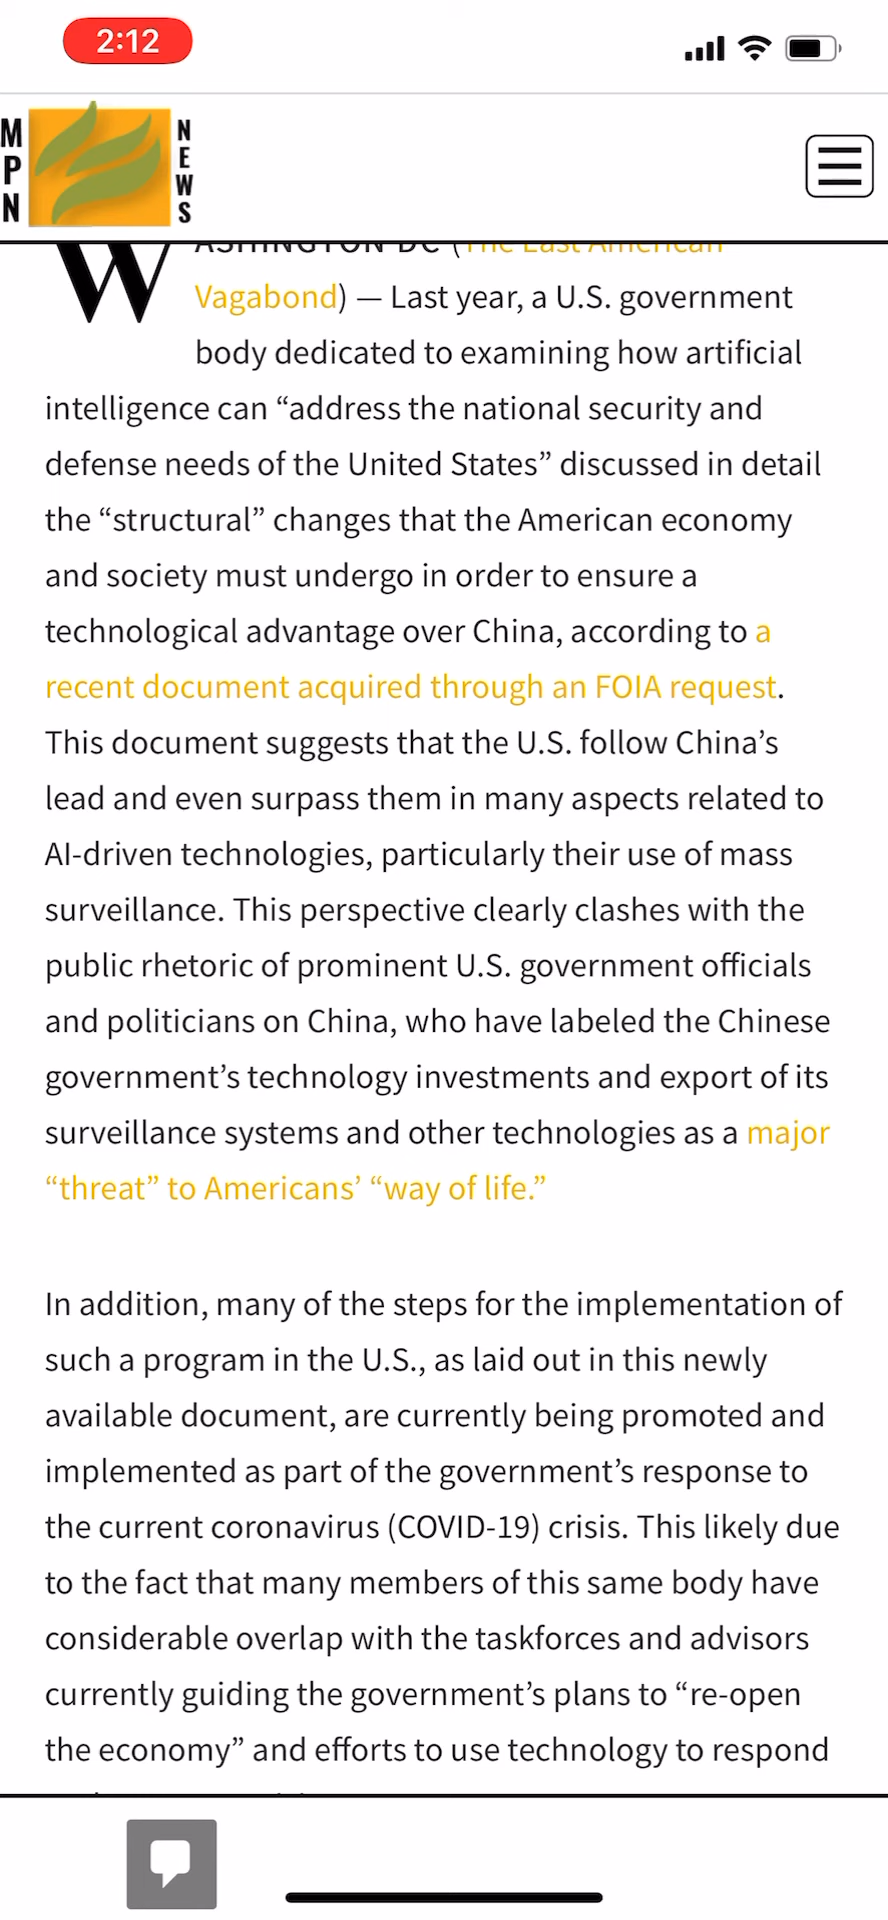 2:12
MPN
NEWS
WASHINGTON DC (The Last American
Vagabond) — Last year, a U.S. government
body dedicated to examining how artificial
intelligence can “address the national security and
defense needs of the United States” discussed in detail
the “structural” changes that the American economy
and society must undergo in order to ensure a
technological advantage over China, according to a
recent document acquired through an FOIA request.
This document suggests that the U.S. follow China’s
lead and even surpass them in many aspects related to
AI-driven technologies, particularly their use of mass
surveillance. This perspective clearly clashes with the
public rhetoric of prominent U.S. government officials
and politicians on China, who have labeled the Chinese
government’s technology investments and export of its
surveillance systems and other technologies as a major
“threat” to Americans’ “way of life.”
In addition, many of the steps for the implementation of
such a program in the U.S., as laid out in this newly
available document, are currently being promoted and
implemented as part of the government’s response to
the current coronavirus (COVID-19) crisis. This likely due
to the fact that many members of this same body have
considerable overlap with the taskforces and advisors
currently guiding the government’s plans to “re-open
the economy” and efforts to use technology to respond